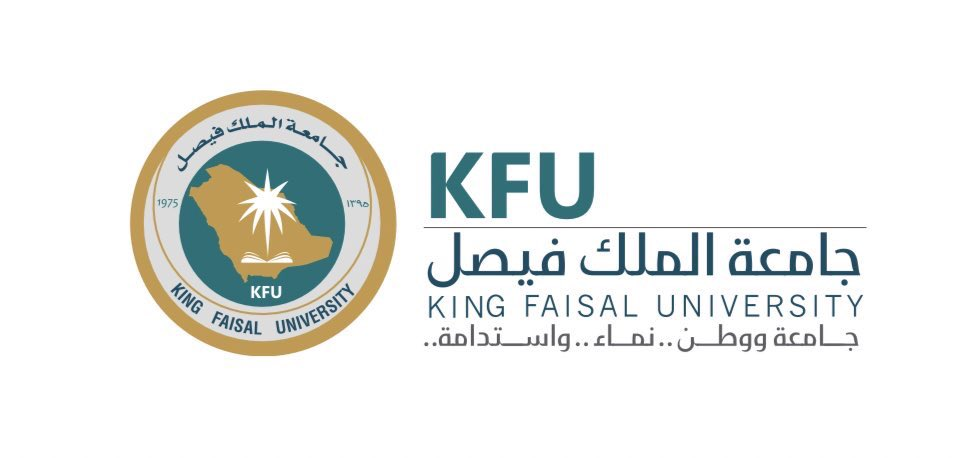 جامعة الملك فيصل
1975
١٣٩٥
KFU
KING FAISAL UNIVERSITY
KFU
جامعة الملك فيصل
KING FAISAL UNIVERSITY
جامعة ووطن.. نماء.. واستدامة..